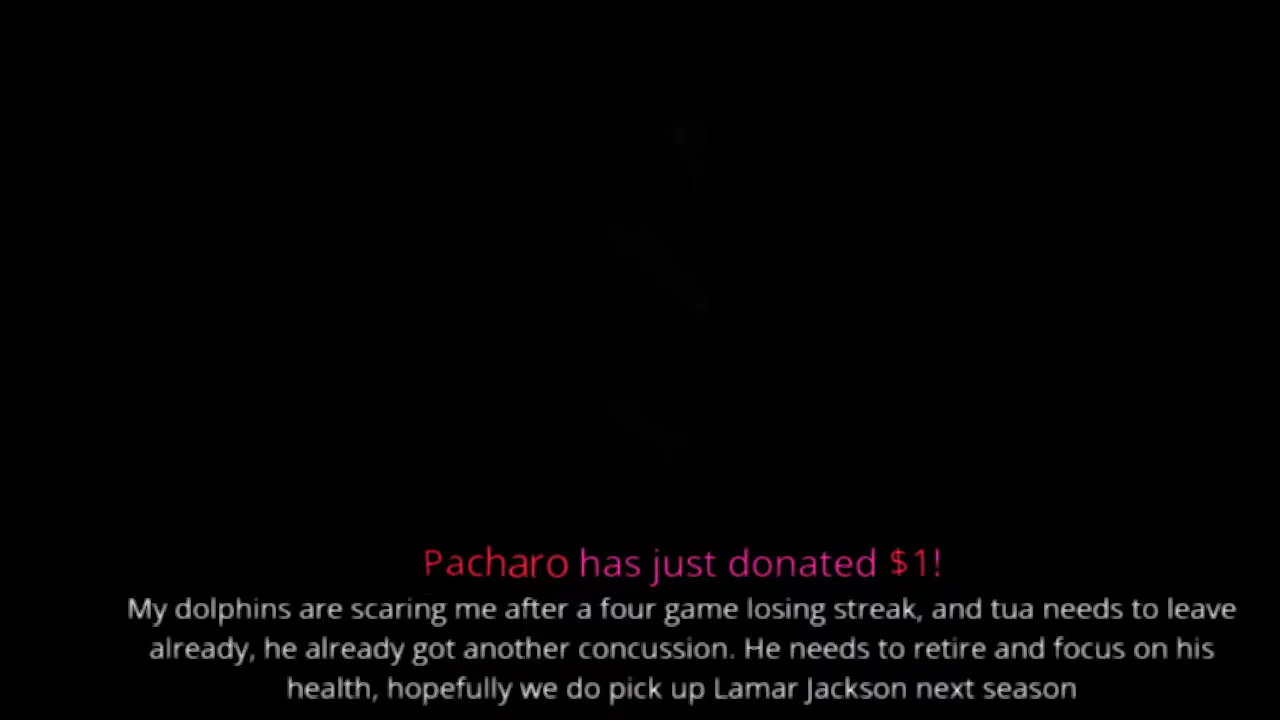 Pacharo has just donated $1!
My dolphins are scaring me after a four game losing streak, and tua needs to leave
already, he already got another concussion. He needs to retire and focus on his
health, hopefully we do pick up Lamar Jackson next season